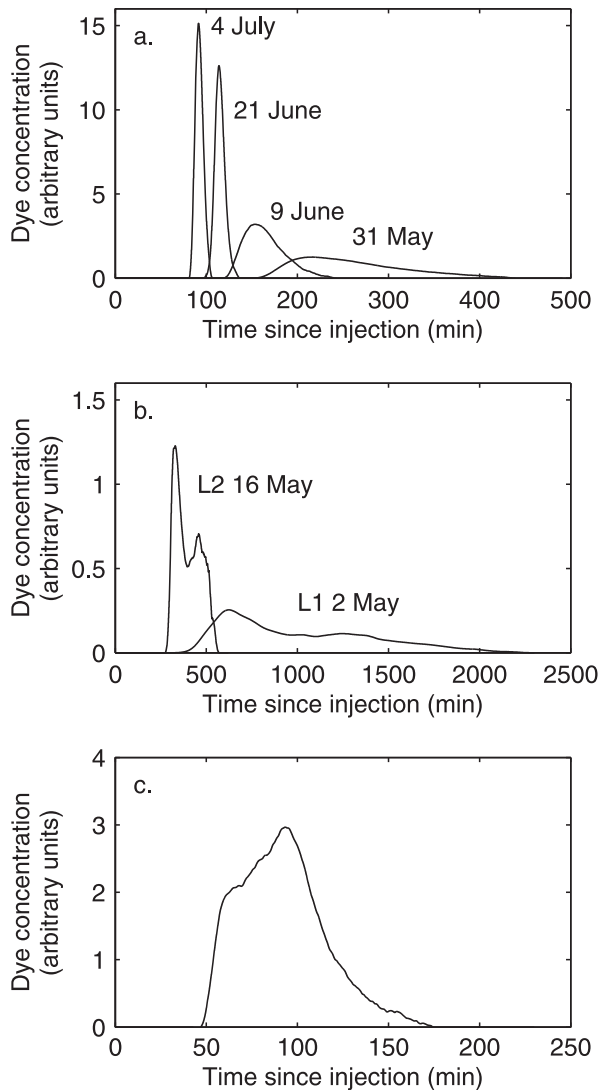 a.
4 July
21 June
9 June
31 May
15
10
5
0
Dye concentration
(arbitrary units)
0 100 200 300 400 500
Time since injection (min)
b.
L2 16 May
L1 2 May
1.5
1
0.5
0
Dye concentration
(arbitrary units)
0 500 1000 1500 2000 2500
Time since injection (min)
c.
4
3
2
1
0
Dye concentration
(arbitrary units)
0 50 100 150 200 250
Time since injection (min)